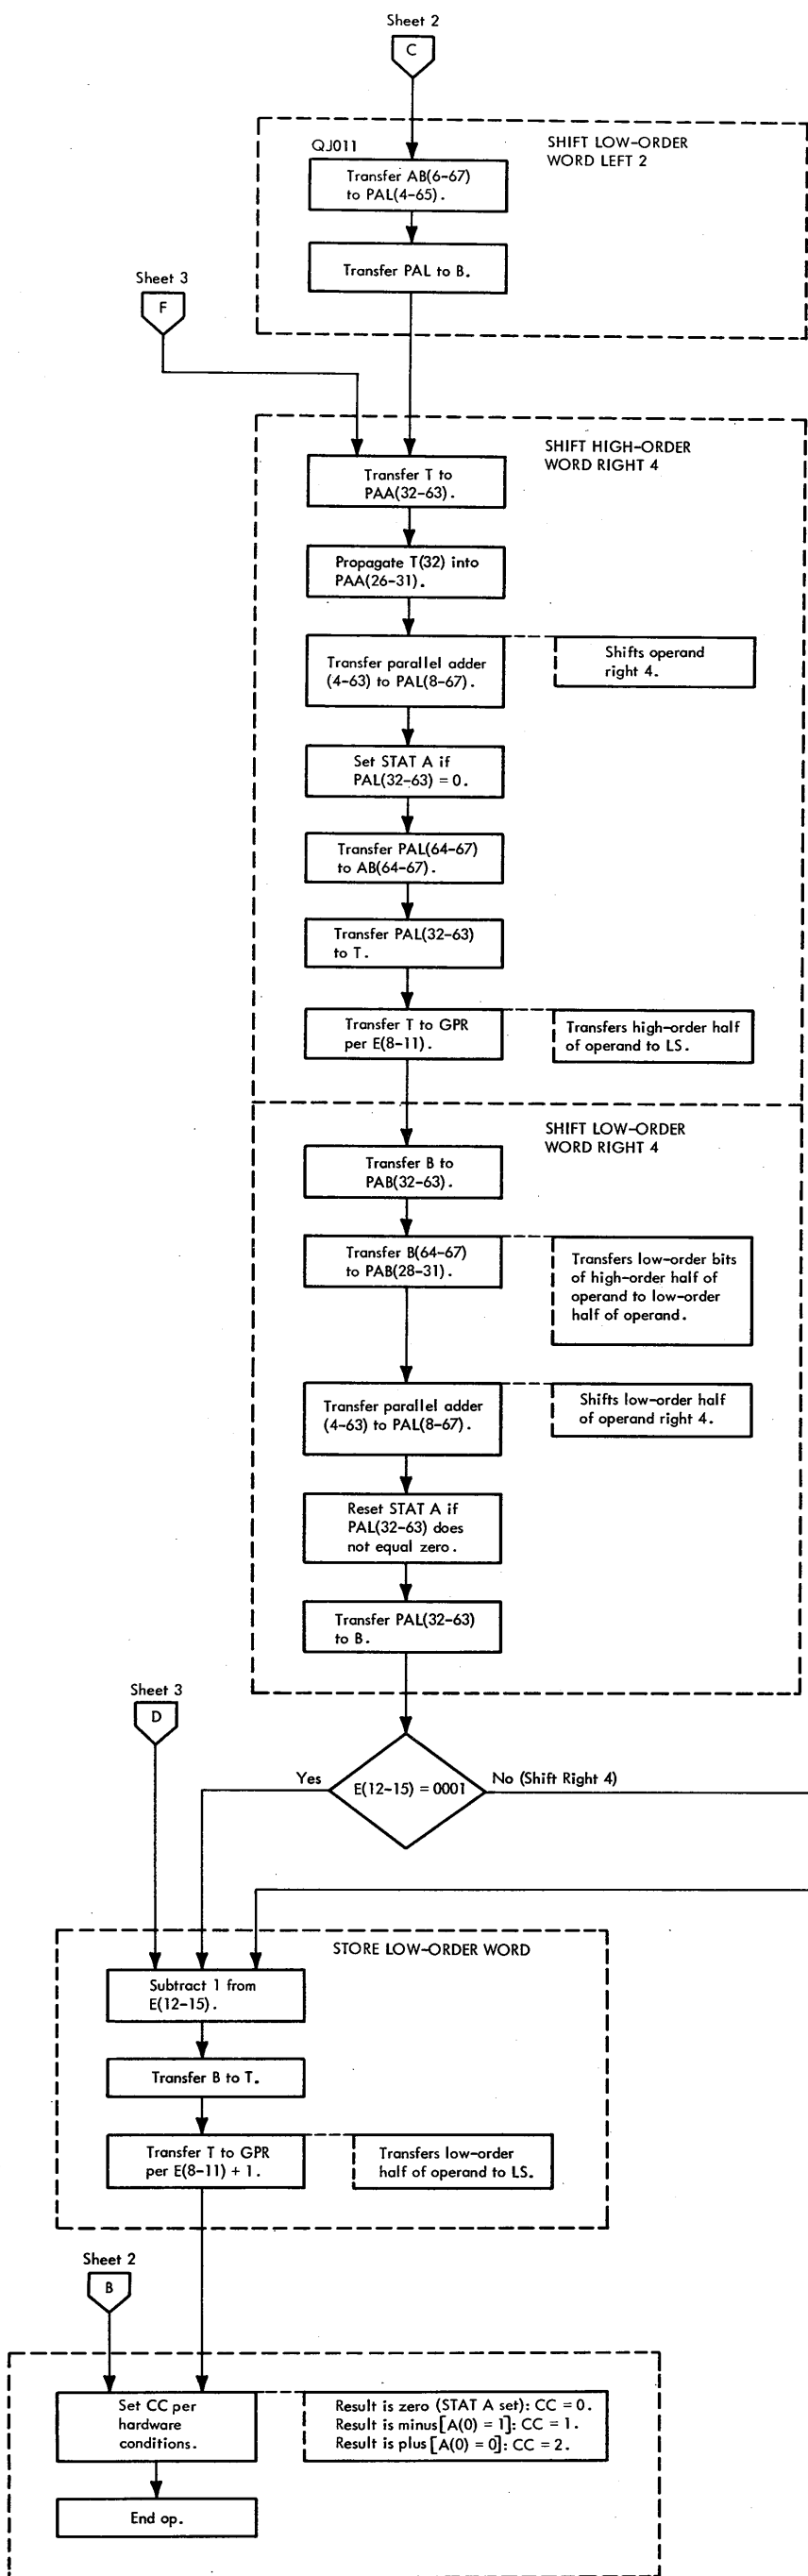 Sheet 2
C
SHIFT LOW-ORDER
WORD LEFT 2
QJ011
Transfer AB(6-67)
to PAL(4-65).
Transfer PAL to B.
Sheet 3
F
SHIFT HIGH-ORDER
WORD RIGHT 4
Transfer T to
PAA(32-63).
Propagate T(32) into
PAA(26-31).
Transfer parallel adder
(4-63) to PAL(8-67).
Shifts operand
right 4.
Set STAT A if
PAL(32-63) = 0.
Transfer PAL(64-67)
to AB(64-67).
Transfer PAL(32-63)
to T.
Transfer T to GPR
per E(8-11).
Transfers high-order half
of operand to LS.
SHIFT LOW-ORDER
WORD RIGHT 4
Transfer B to
PAB(32-63).
Transfer B(64-67)
to PAB(28-31).
Transfers low-order bits
of high-order half of
operand to low-order
half of operand.
Transfer parallel adder
(4-63) to PAL(8-67).
Shifts low-order half
of operand right 4.
Reset STAT A if
PAL(32-63) does
not equal zero.
Transfer PAL(32-63)
to B.
Sheet 3
D
Yes
E(12-15) = 0001
No (Shift Right 4)
STORE LOW-ORDER WORD
Subtract 1 from
E(12-15).
Transfer B to T.
Transfer T to GPR
per E(8-11) + 1.
Transfers low-order
half of operand to LS.
Sheet 2
B
Set CC per
hardware
conditions.
Result is zero (STAT A set): CC = 0.
Result is minus [A(0) = 1]: CC = 1.
Result is plus [A(0) = 0]: CC = 2.
End op.